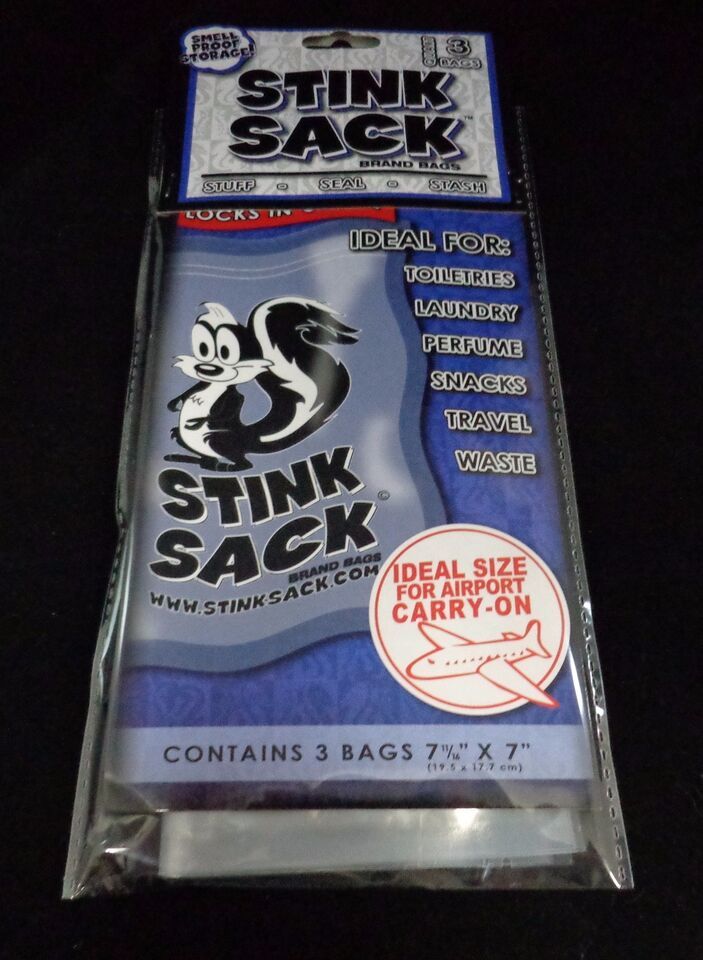 SMELL
PROOF
STORAGE!
3
BAGS
STINK
SACK™
BRAND BAGS
STUFF SEAL STASH
LOCKS IN
IDEAL FOR:
TOILETRIES
LAUNDRY
PERFUME
SNACKS
TRAVEL
WASTE
STINK
SACK©
BRAND BAGS
WWW.STINKSACK.COM
IDEAL SIZE
FOR AIRPORT
CARRY-ON
CONTAINS 3 BAGS 7 11/16" X 7"
(19.5 x 17.7 cm)